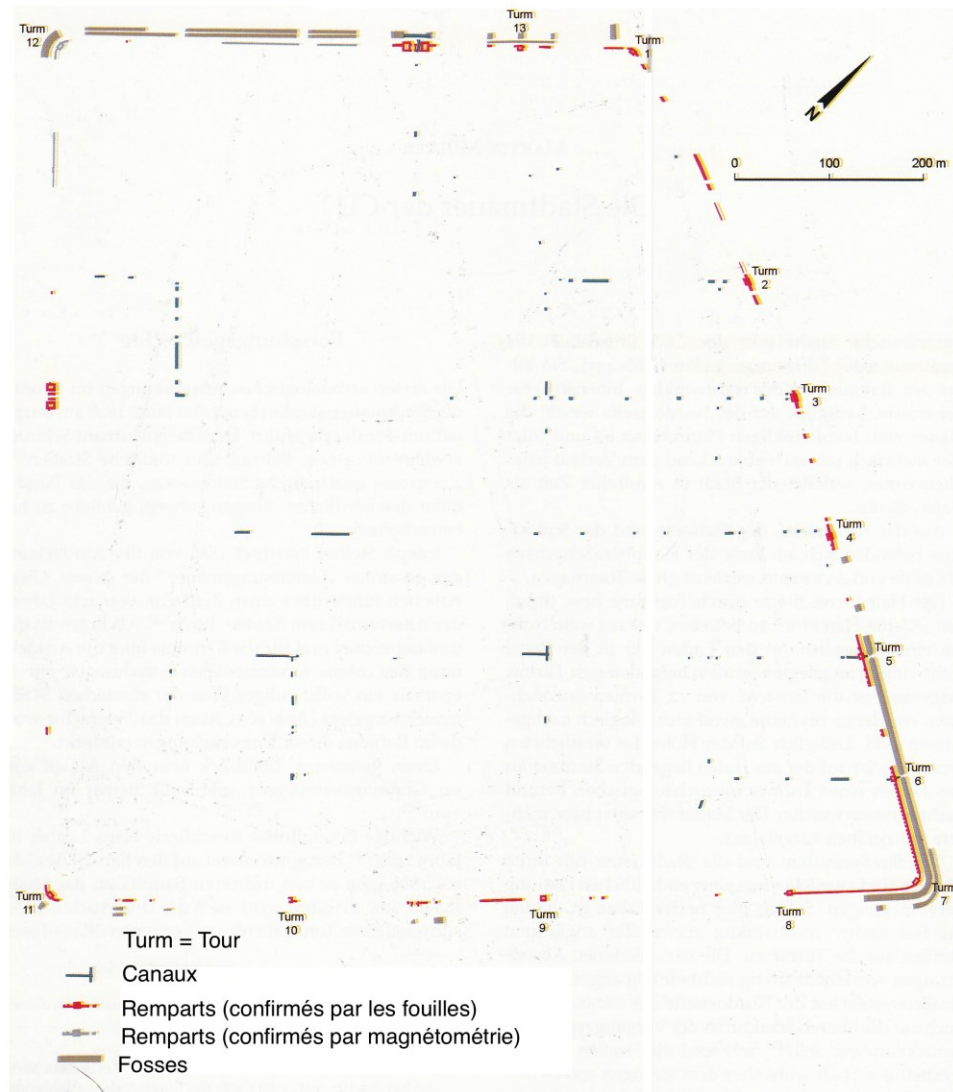 Turm
12
Turm
13
Turm
1
N
0 100 200 m
Turm
2
Turm
3
Turm
4
Turm
5
Turm
6
Turm
7
Turm
8
Turm
9
Turm
10
Turm
11
Turm = Tour
Canaux
Remparts (confirmés par les fouilles)
Remparts (confirmés par magnétométrie)
Fosses